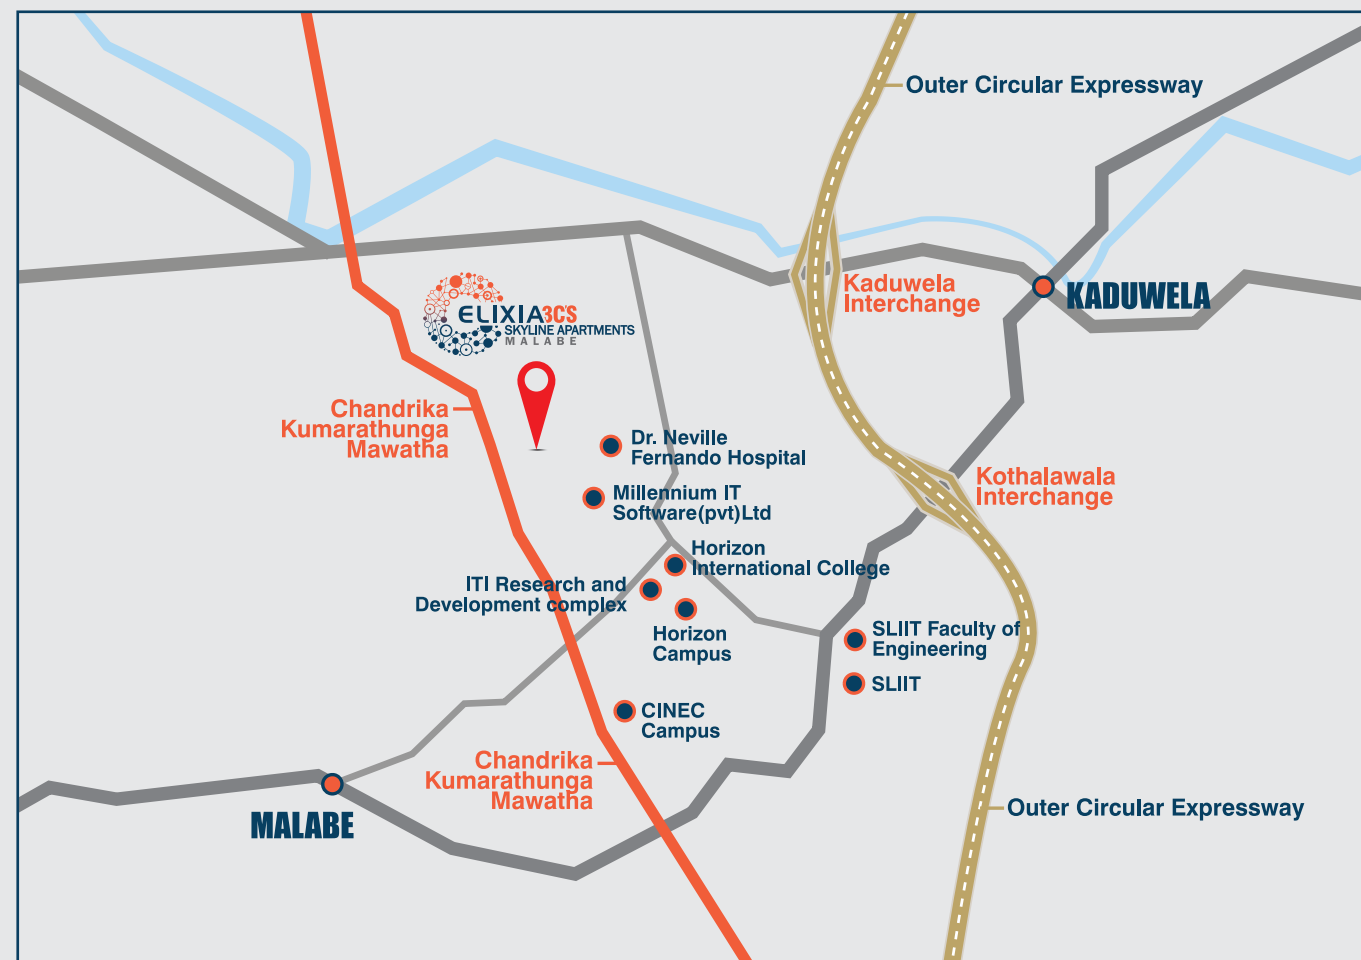 Outer Circular Expressway
Kaduwela
Interchange
KADUWELA
ELIXIA3C'S
SKYLINE APARTMENTS
MALABE
Chandrika
Kumarathunga
Mawatha
Dr. Neville
Fernando Hospital
Millennium IT
Software(pvt)Ltd
Kothalawala
Interchange
Horizon
International College
ITI Research and
Development complex
Horizon
Campus
SLIIT Faculty of
Engineering
SLIIT
CINEC
Campus
Chandrika
Kumarathunga
Mawatha
MALABE
Outer Circular Expressway